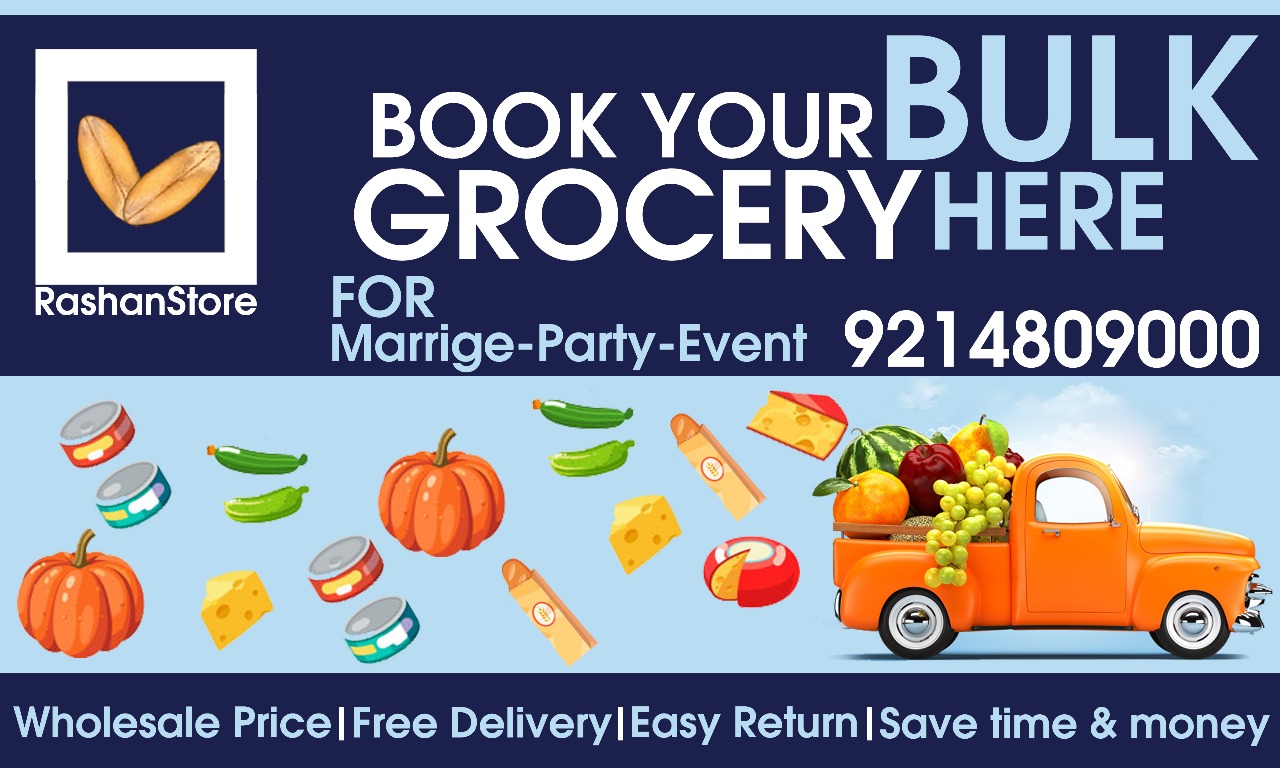 RashanStore
BOOK YOUR BULK
GROCERY HERE
FOR
Marrige-Party-Event
9214809000
Wholesale Price|Free Delivery|Easy Return|Save time & money